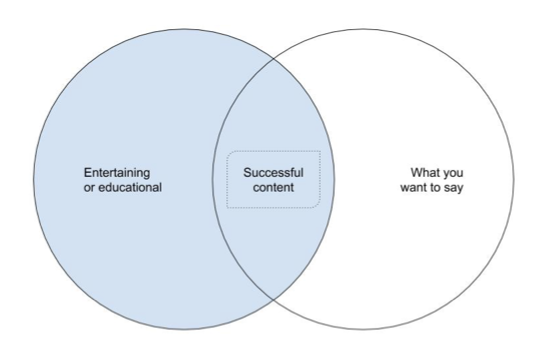 Entertaining
or educational
Successful
content
What you
want to say